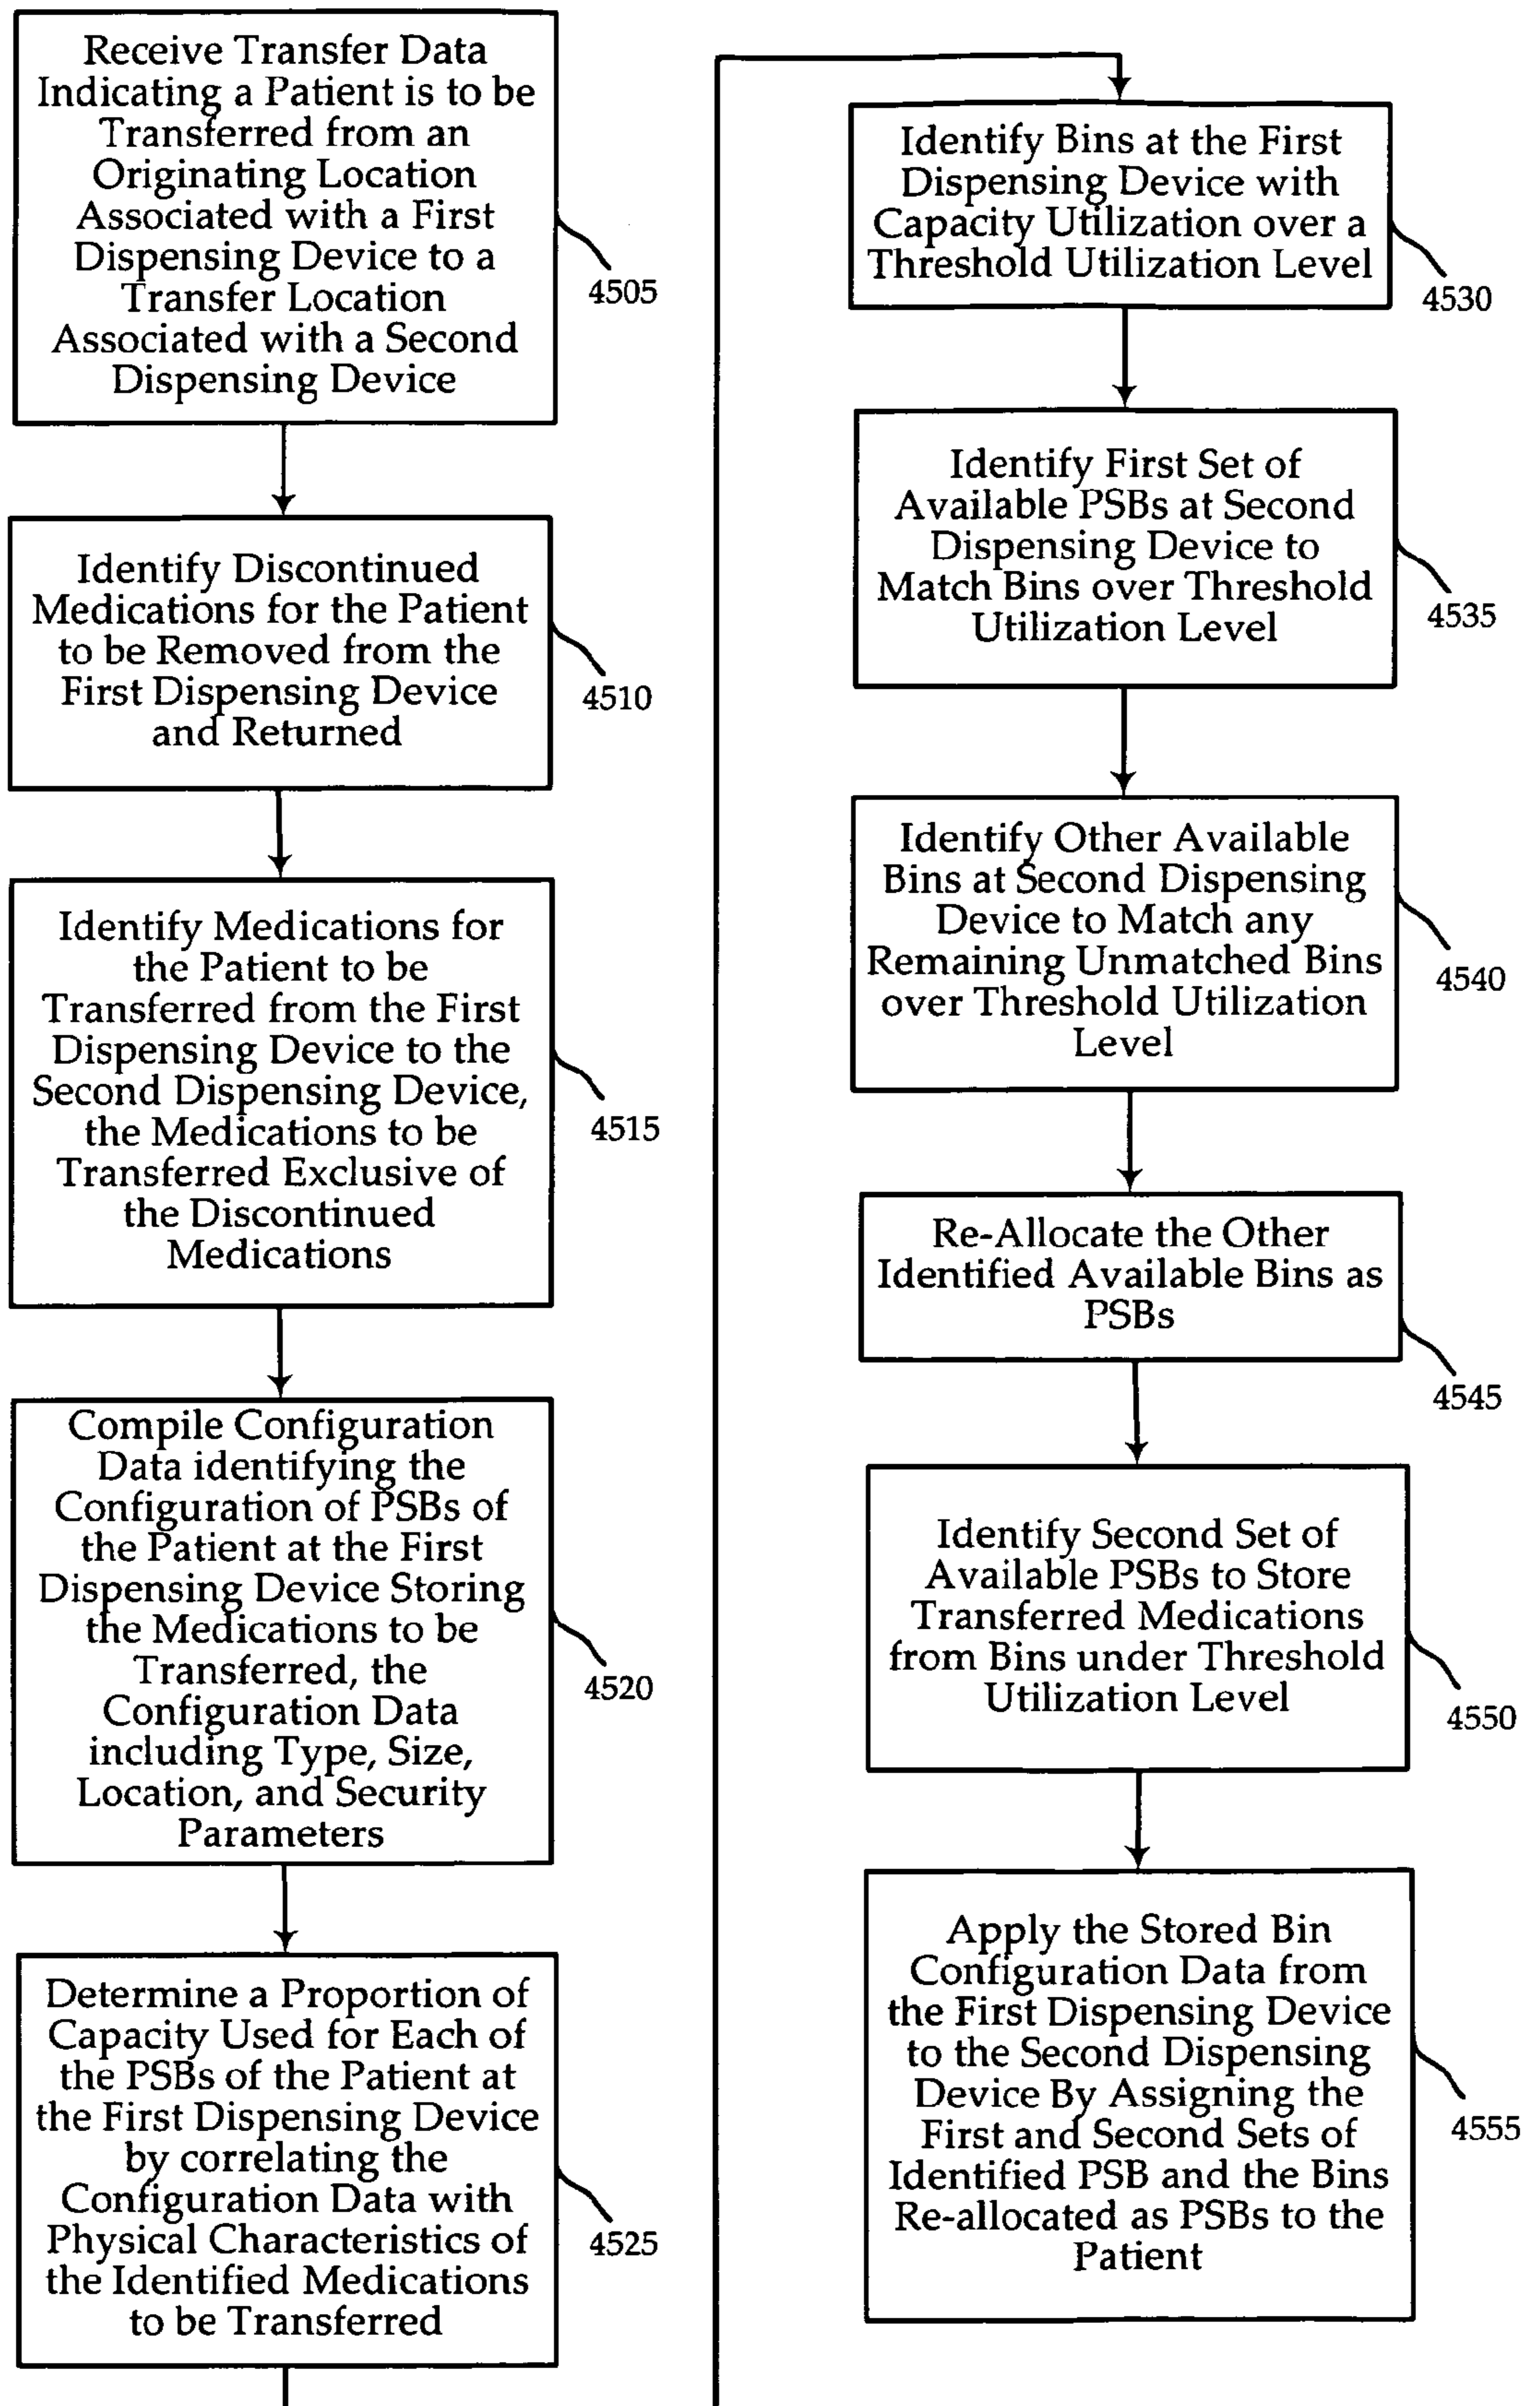 Receive Transfer Data
Indicating a Patient is to be
Transferred from an
Originating Location
Associated with a First
Dispensing Device to a
Transfer Location
Associated with a Second
Dispensing Device
4505
Identify Discontinued
Medications for the Patient
to be Removed from the
First Dispensing Device
and Returned
4510
Identify Medications for
the Patient to be
Transferred from the First
Dispensing Device to the
Second Dispensing Device,
the Medications to be
Transferred Exclusive of
the Discontinued
Medications
4515
Compile Configuration
Data identifying the
Configuration of PSBs of
the Patient at the First
Dispensing Device Storing
the Medications to be
Transferred, the
Configuration Data
including Type, Size,
Location, and Security
Parameters
4520
Determine a Proportion of
Capacity Used for Each of
the PSBs of the Patient at
the First Dispensing Device
by correlating the
Configuration Data with
Physical Characteristics of
the Identified Medications
to be Transferred
4525
Identify Bins at the First
Dispensing Device with
Capacity Utilization over a
Threshold Utilization Level
4530
Identify First Set of
Available PSBs at Second
Dispensing Device to
Match Bins over Threshold
Utilization Level
4535
Identify Other Available
Bins at Second Dispensing
Device to Match any
Remaining Unmatched Bins
over Threshold Utilization
Level
4540
Re-Allocate the Other
Identified Available Bins as
PSBs
4545
Identify Second Set of
Available PSBs to Store
Transferred Medications
from Bins under Threshold
Utilization Level
4550
Apply the Stored Bin
Configuration Data from
the First Dispensing Device
to the Second Dispensing
Device By Assigning the
First and Second Sets of
Identified PSB and the Bins
Re-allocated as PSBs to the
Patient
4555